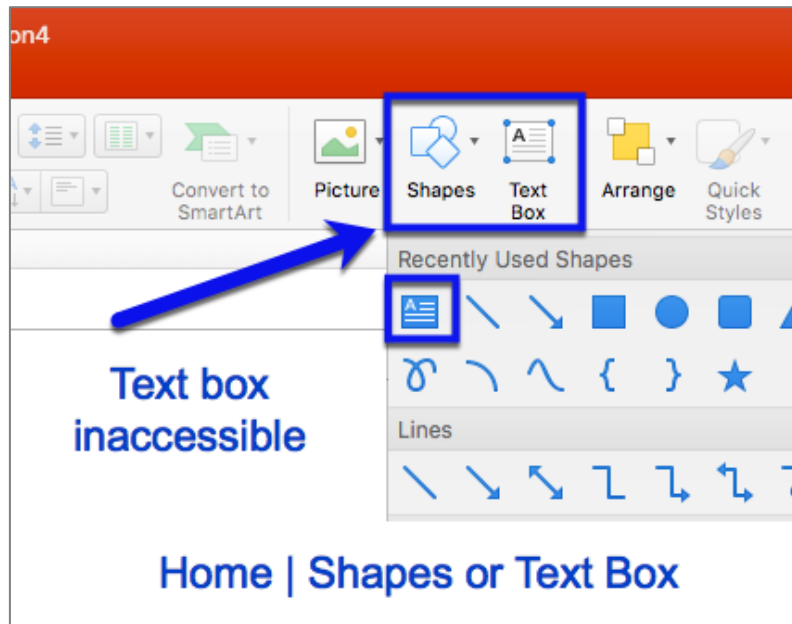 on4
Convert to
SmartArt
Picture
Shapes
Text
Box
Arrange
Quick
Styles
Recently Used Shapes
Text box
inaccessible
Lines
Home | Shapes or Text Box